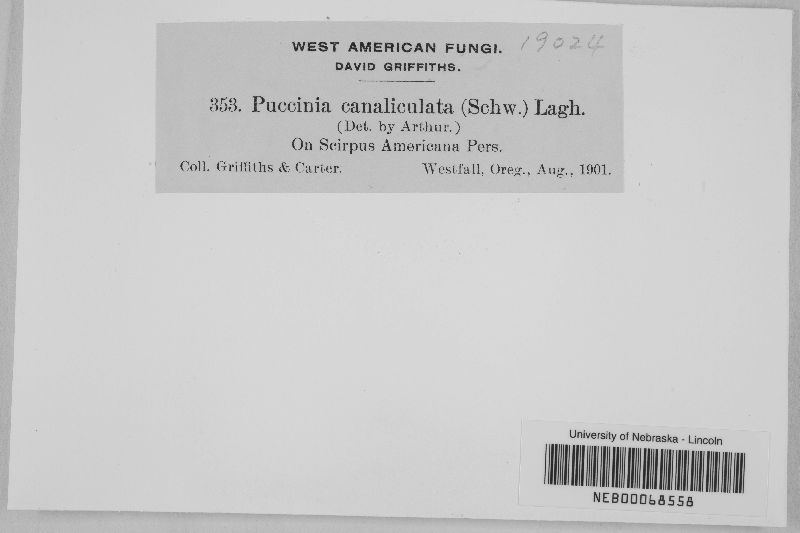 WEST AMERICAN FUNGI. 19024
DAVID GRIFFITHS.
353. Puccinia canaliculata (Schw.) Lagh.
(Det. by Arthur.)
On Scirpus Americana Pers.
Coll. Griffiths & Carter. Westfall, Oreg., Aug., 1901.
University of Nebraska - Lincoln
NEB00068558